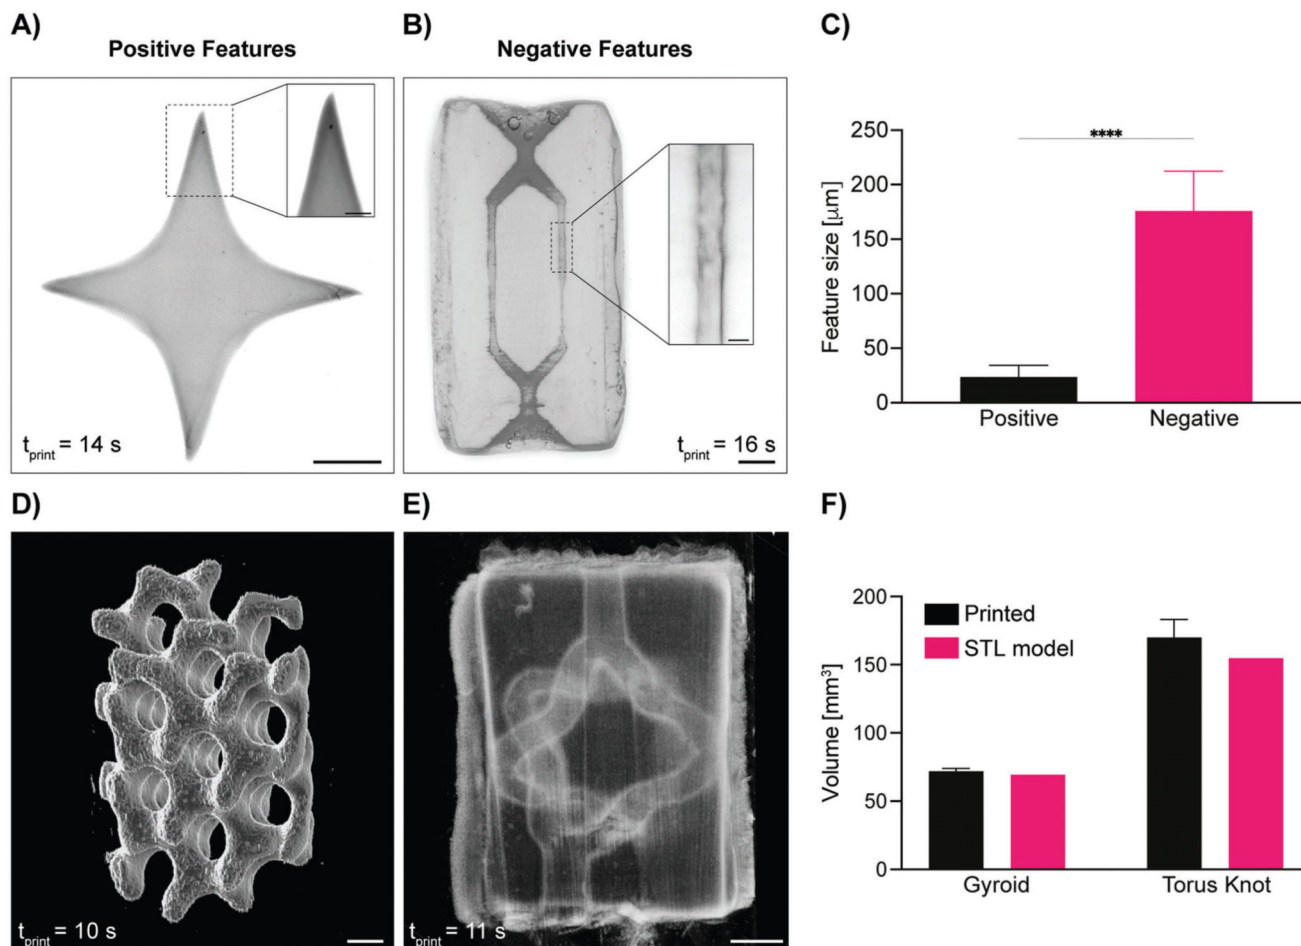 A)
Positive Features
t_print = 14 s
B)
Negative Features
t_print = 16 s
C)
Feature size [μm]
250
200
150
100
50
0
****
Positive
Negative
D)
t_print = 10 s
E)
t_print = 11 s
F)
Volume [mm³]
200
150
100
50
0
Printed
STL model
Gyroid
Torus Knot